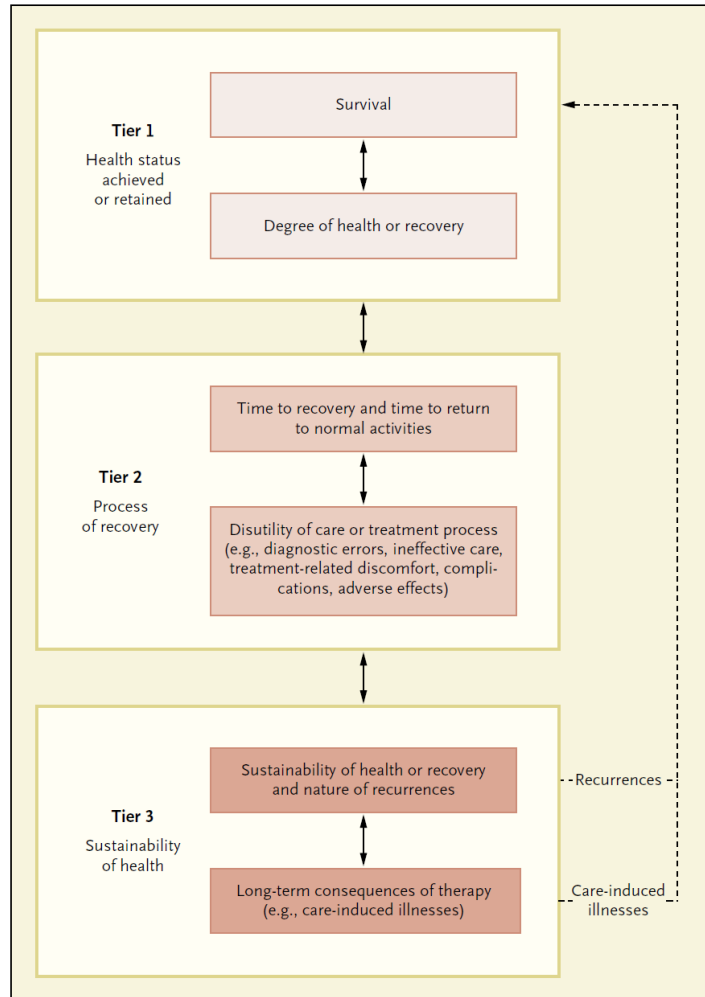 Tier 1
Health status
achieved
or retained
Survival
Degree of health or recovery
Tier 2
Process
of recovery
Time to recovery and time to return
to normal activities
Disutility of care or treatment process
(e.g., diagnostic errors, ineffective care,
treatment-related discomfort, compli-
cations, adverse effects)
Tier 3
Sustainability
of health
Sustainability of health or recovery
and nature of recurrences
Recurrences
Long-term consequences of therapy
(e.g., care-induced illnesses)
Care-induced
illnesses